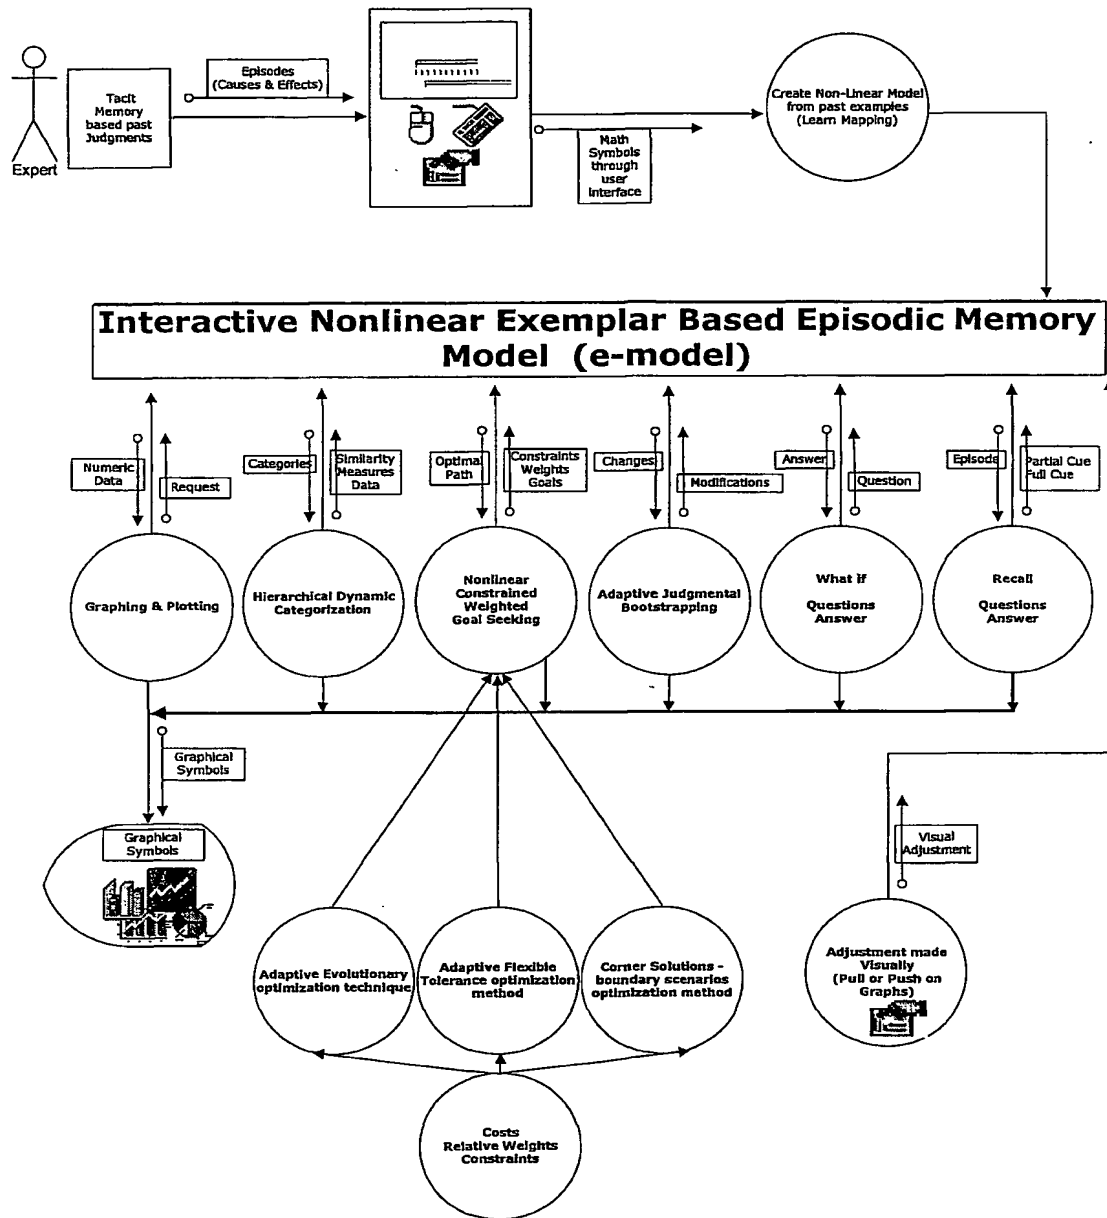 Expert
Tacit
Memory
based past
Judgments
Episodes
(Causes & Effects)
Math
Symbols
through
user
interface
Create Non-Linear Model
from past examples
(Learn Mapping)
Interactive Nonlinear Exemplar Based Episodic Memory
Model (e-model)
Numeric
Data
Request
Categories
Similarity
Measures
Data
Optimal
Path
Constraints
Weights
Goals
Changes
Modifications
Answer
Question
Episode
Partial Cue
Full Cue
Graphing & Plotting
Hierarchical Dynamic
Categorization
Nonlinear
Constrained
Weighted
Goal Seeking
Adaptive Judgmental
Bootstrapping
What if
Questions
Answer
Recall
Questions
Answer
Graphical
Symbols
Graphical
Symbols
Visual
Adjustment
Adaptive Evolutionary
optimization technique
Adaptive Flexible
Tolerance optimization
method
Corner Solutions -
boundary scenarios
optimization method
Adjustment made
Visually
(Pull or Push on
Graphs)
Costs
Relative Weights
Constraints